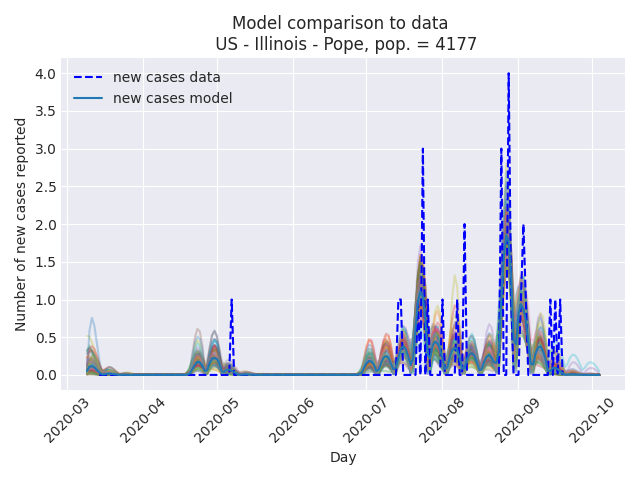 Model comparison to data
US - Illinois - Pope, pop. = 4177
new cases data
new cases model
Number of new cases reported
4.0
3.5
3.0
2.5
2.0
1.5
1.0
0.5
0.0
2020-03
2020-04
2020-05
2020-06
2020-07
2020-08
2020-09
2020-10
Day